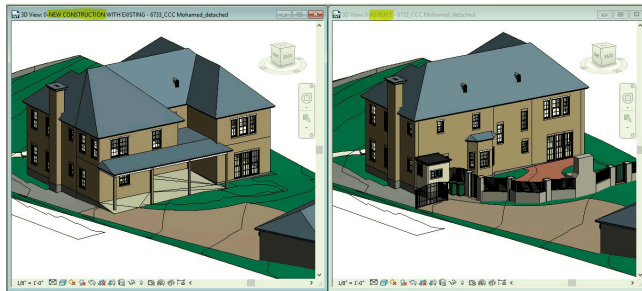 3D View: 0-NEW CONSTRUCTION WITH EXISTING - 6733_CCC Mohamed_detached
3D View: 0-AS BUILT - 6733_CCC Mohamed_detached
1/8" = 1'-0"
1/8" = 1'-0"